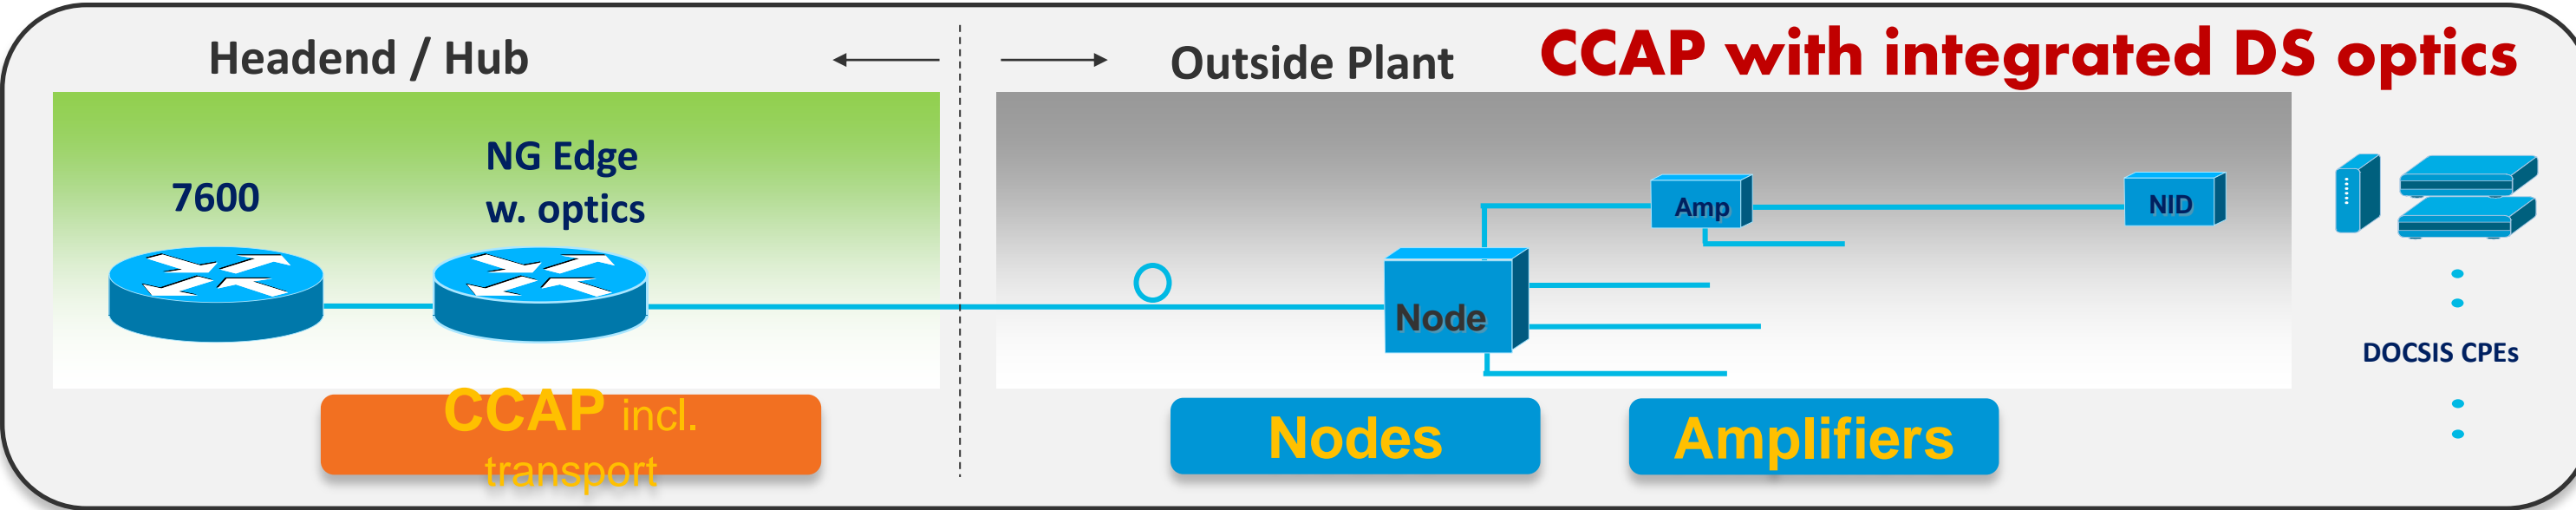 Headend / Hub
Outside Plant
CCAP with integrated DS optics
7600
NG Edge
w. optics
Amp
NID
Node
DOCSIS CPEs
CCAP incl.
transport
Nodes
Amplifiers